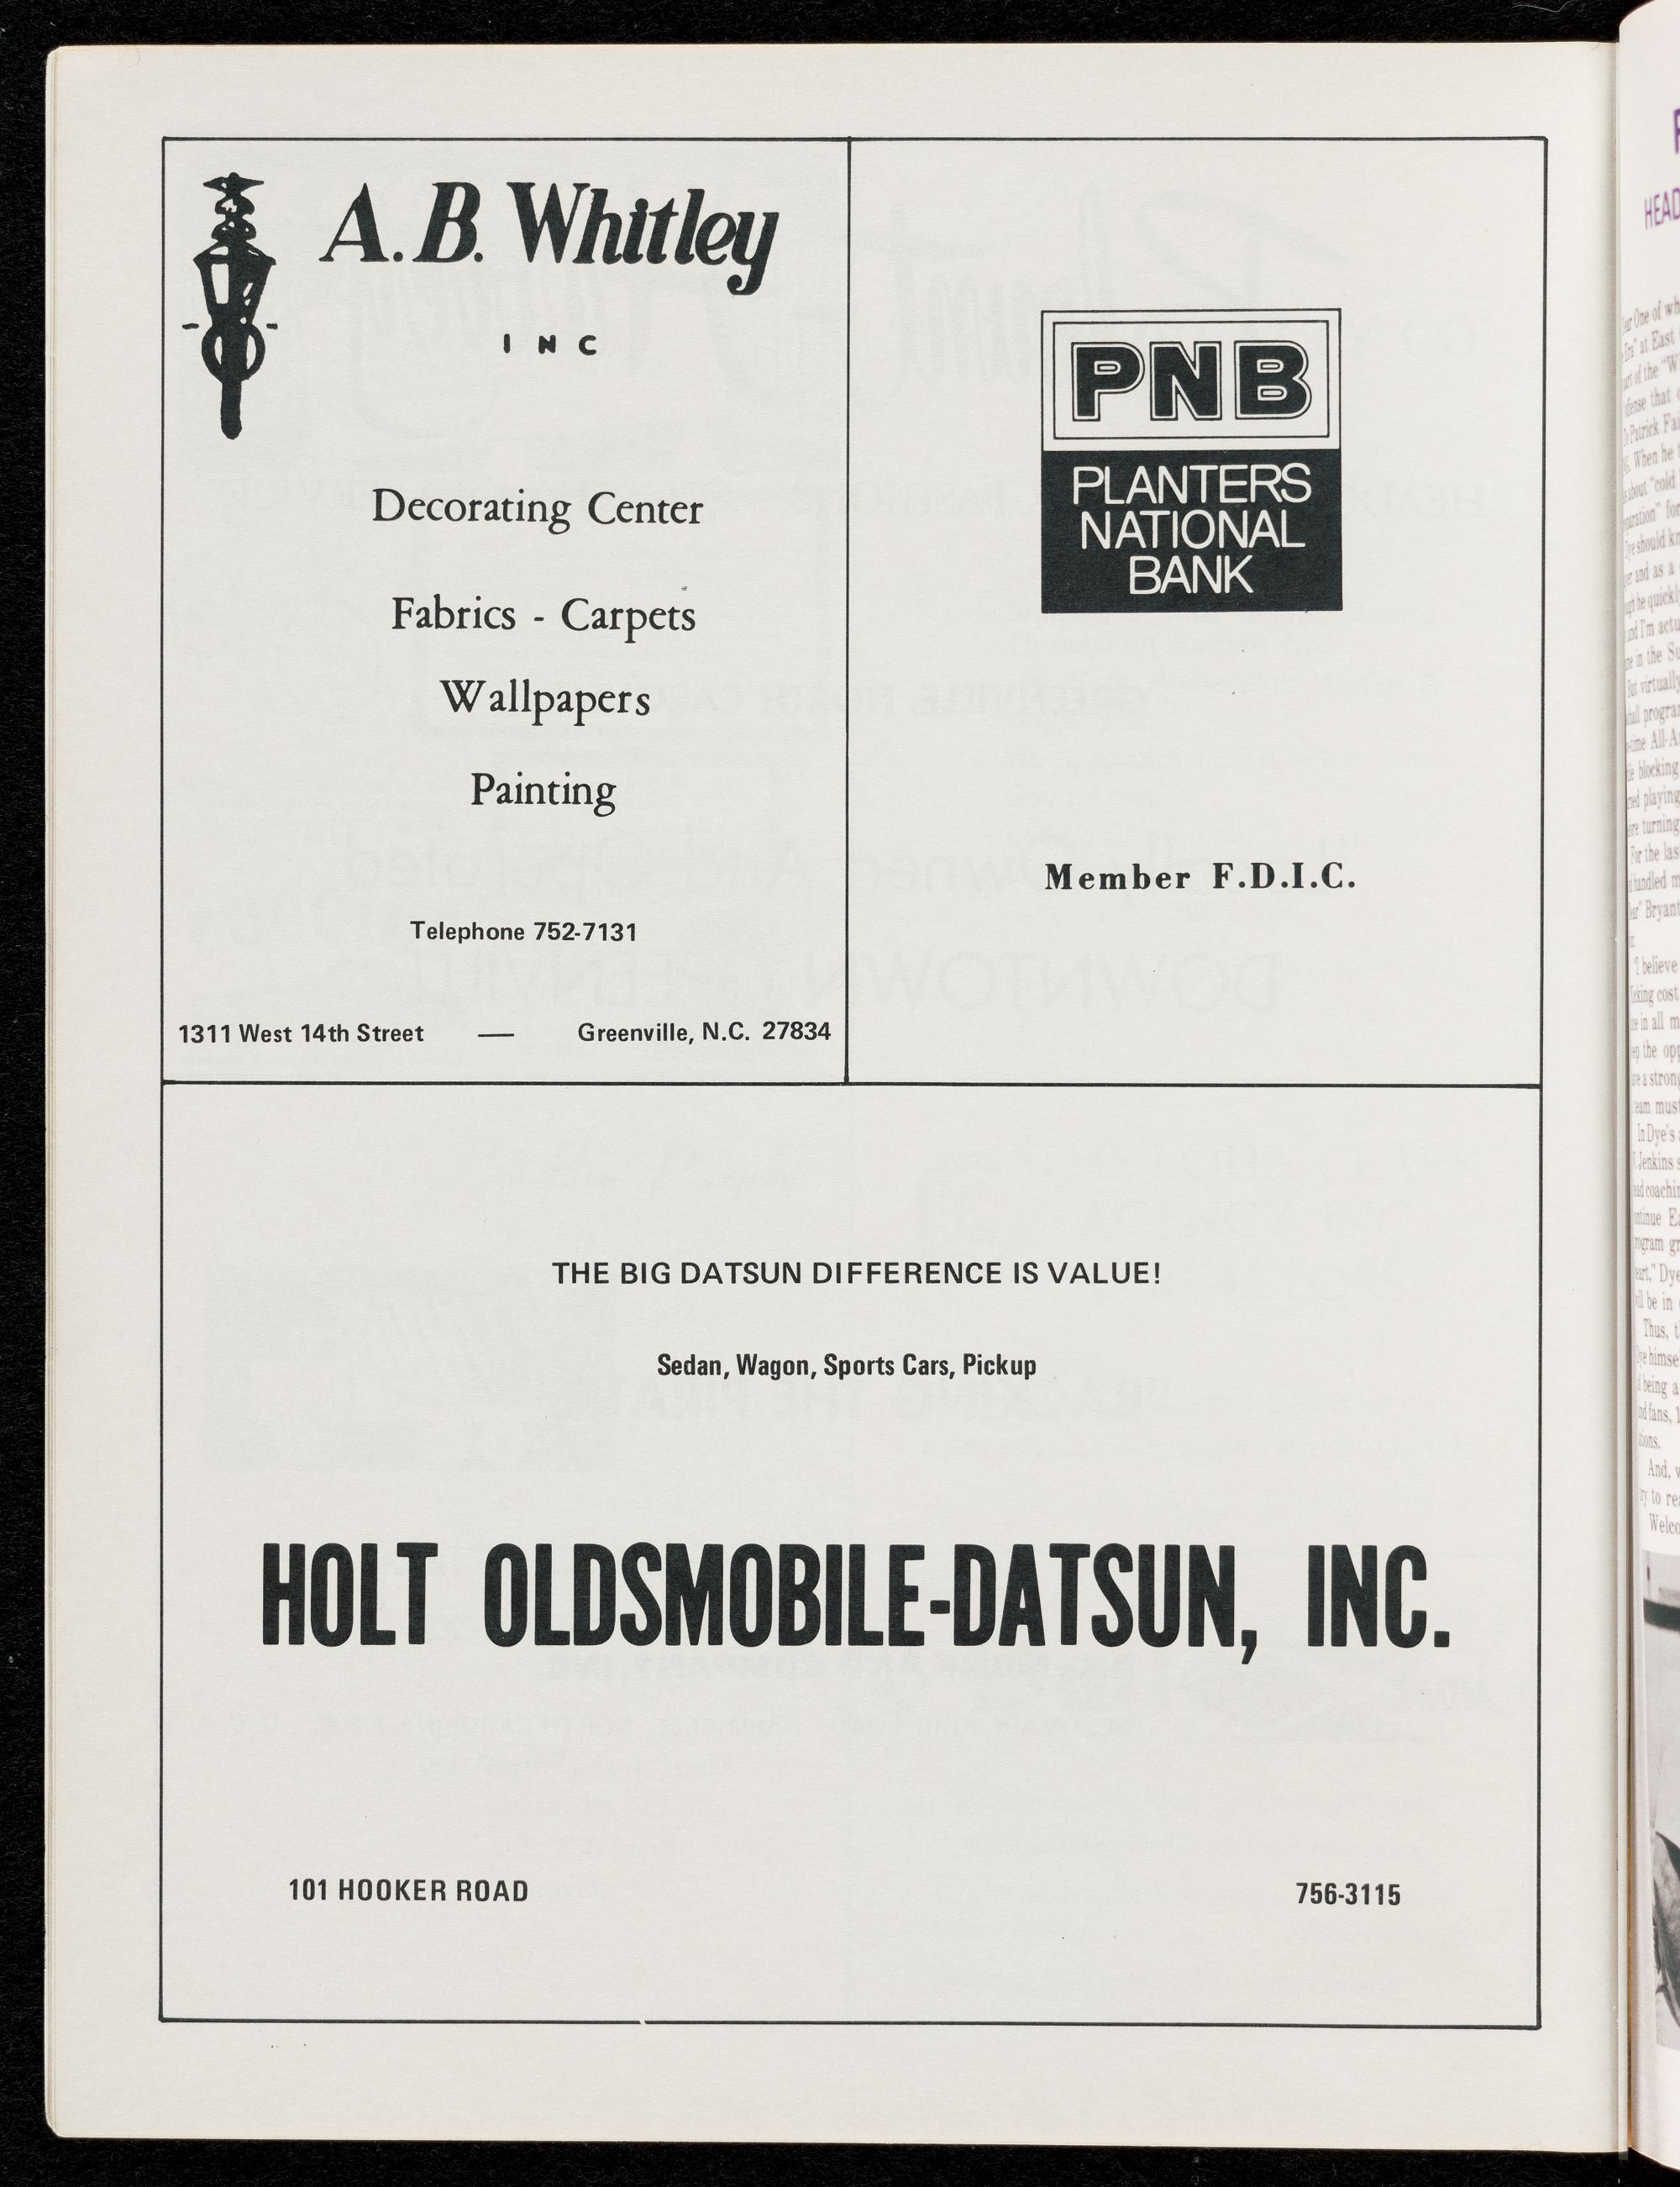 A.B. Whitley
INC
Decorating Center
Fabrics - Carpets
Wallpapers
Painting
Telephone 752-7131
1311 West 14th Street — Greenville, N.C. 27834
PNB
PLANTERS
NATIONAL
BANK
Member F.D.I.C.
THE BIG DATSUN DIFFERENCE IS VALUE!
Sedan, Wagon, Sports Cars, Pickup
HOLT OLDSMOBILE-DATSUN, INC.
101 HOOKER ROAD 756-3115